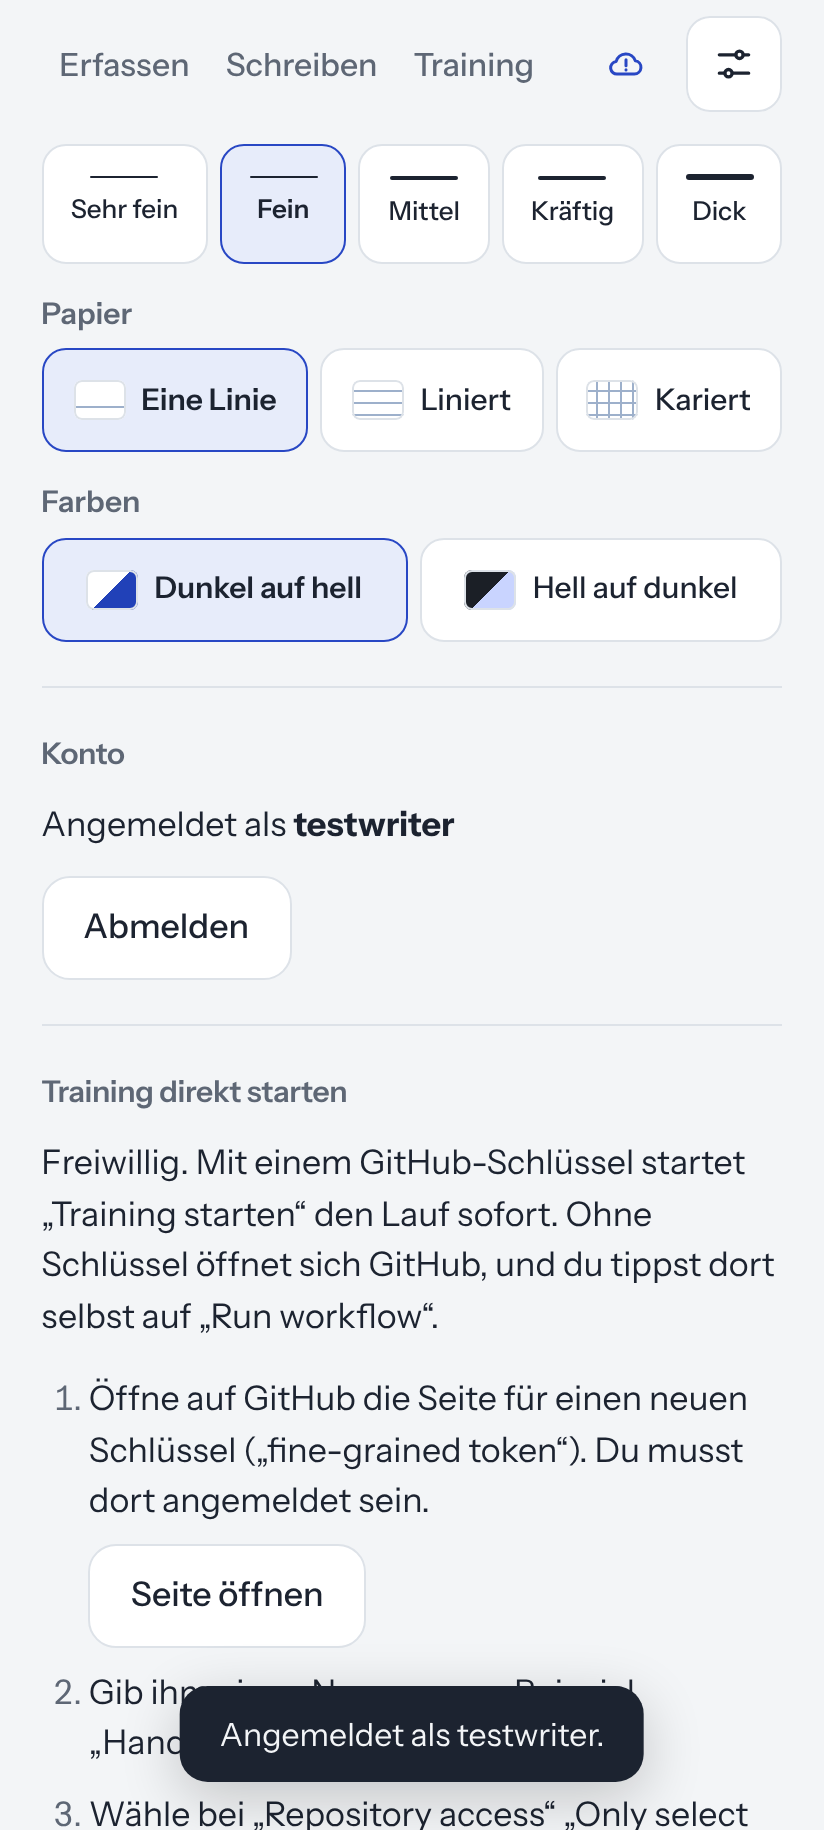 Erfassen Schreiben Training
Sehr fein Fein Mittel Kräftig Dick
Papier
Eine Linie Liniert Kariert
Farben
Dunkel auf hell Hell auf dunkel
Konto
Angemeldet als testwriter
Abmelden
Training direkt starten
Freiwillig. Mit einem GitHub-Schlüssel startet
„Training starten“ den Lauf sofort. Ohne
Schlüssel öffnet sich GitHub, und du tippst dort
selbst auf „Run workflow“.
1. Öffne auf GitHub die Seite für einen neuen
Schlüssel („fine-grained token“). Du musst
dort angemeldet sein.
Seite öffnen
2. Gib
Angemeldet als testwriter.
3. Wähle bei „Repository access“ „Only select